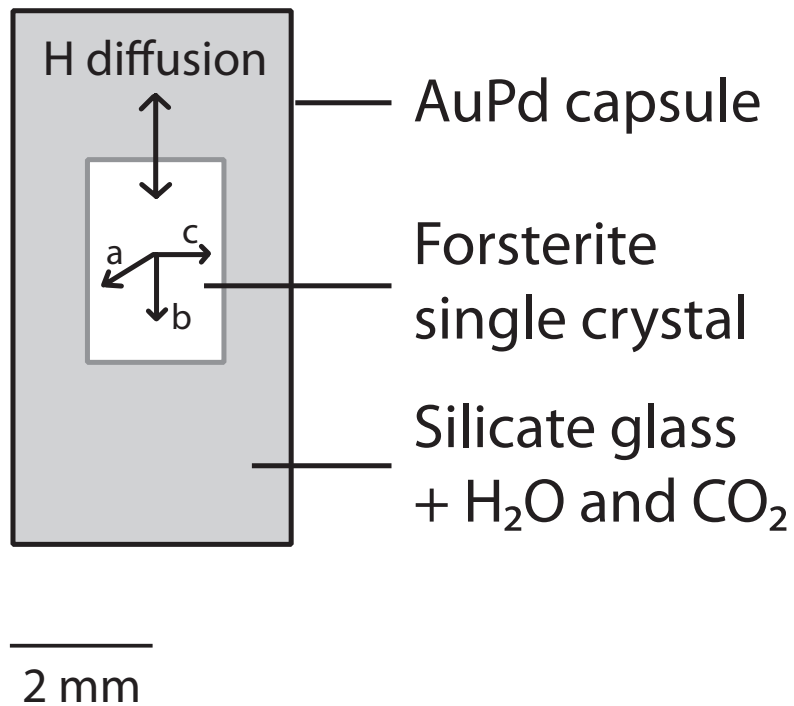 H diffusion
AuPd capsule
a
c
b
Forsterite
single crystal
Silicate glass
+ H₂O and CO₂
2 mm